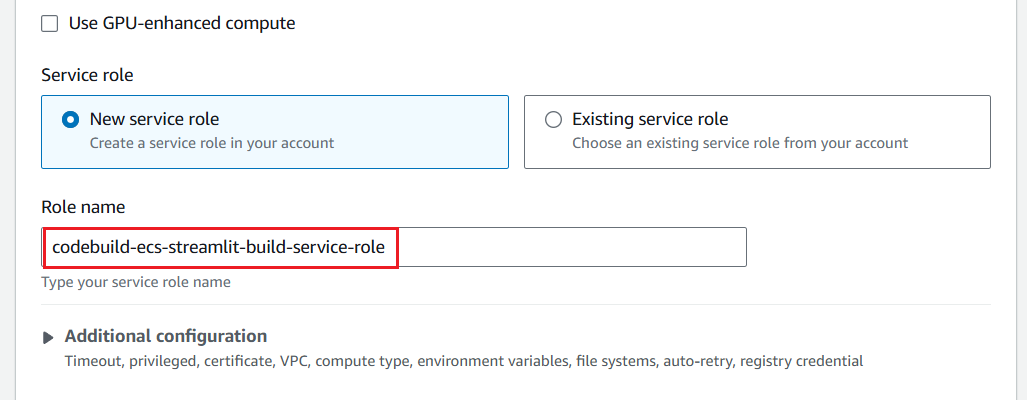 Use GPU-enhanced compute
Service role
New service role
Create a service role in your account
Existing service role
Choose an existing service role from your account
Role name
codebuild-ecs-streamlit-build-service-role
Type your service role name
Additional configuration
Timeout, privileged, certificate, VPC, compute type, environment variables, file systems, auto-retry, registry credential